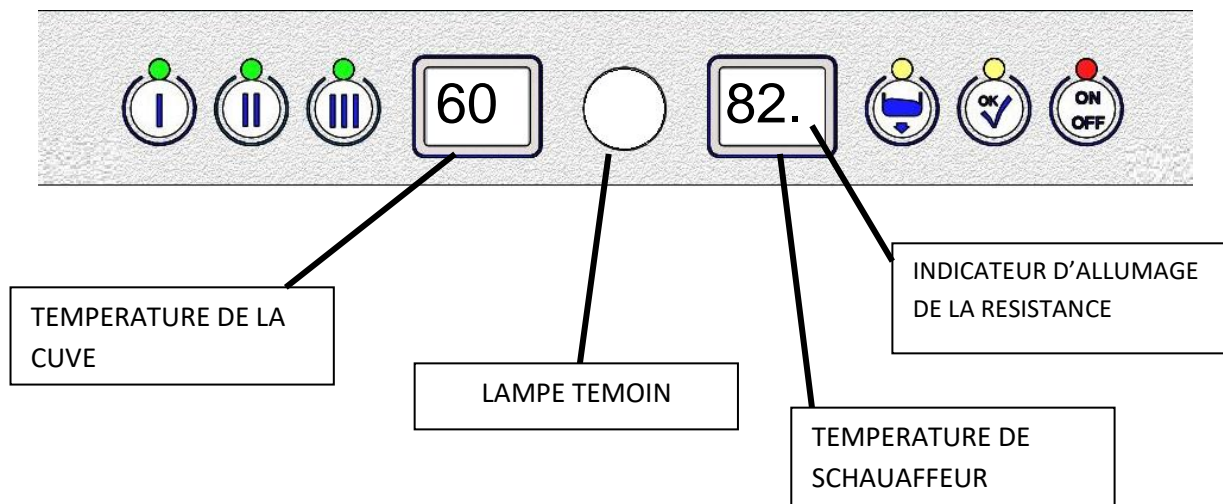 I II III 60 82. OK ON
OFF
INDICATEUR D’ALLUMAGE
DE LA RESISTANCE
TEMPERATURE DE LA
CUVE
LAMPE TEMOIN
TEMPERATURE DE
SCHAUAFFEUR